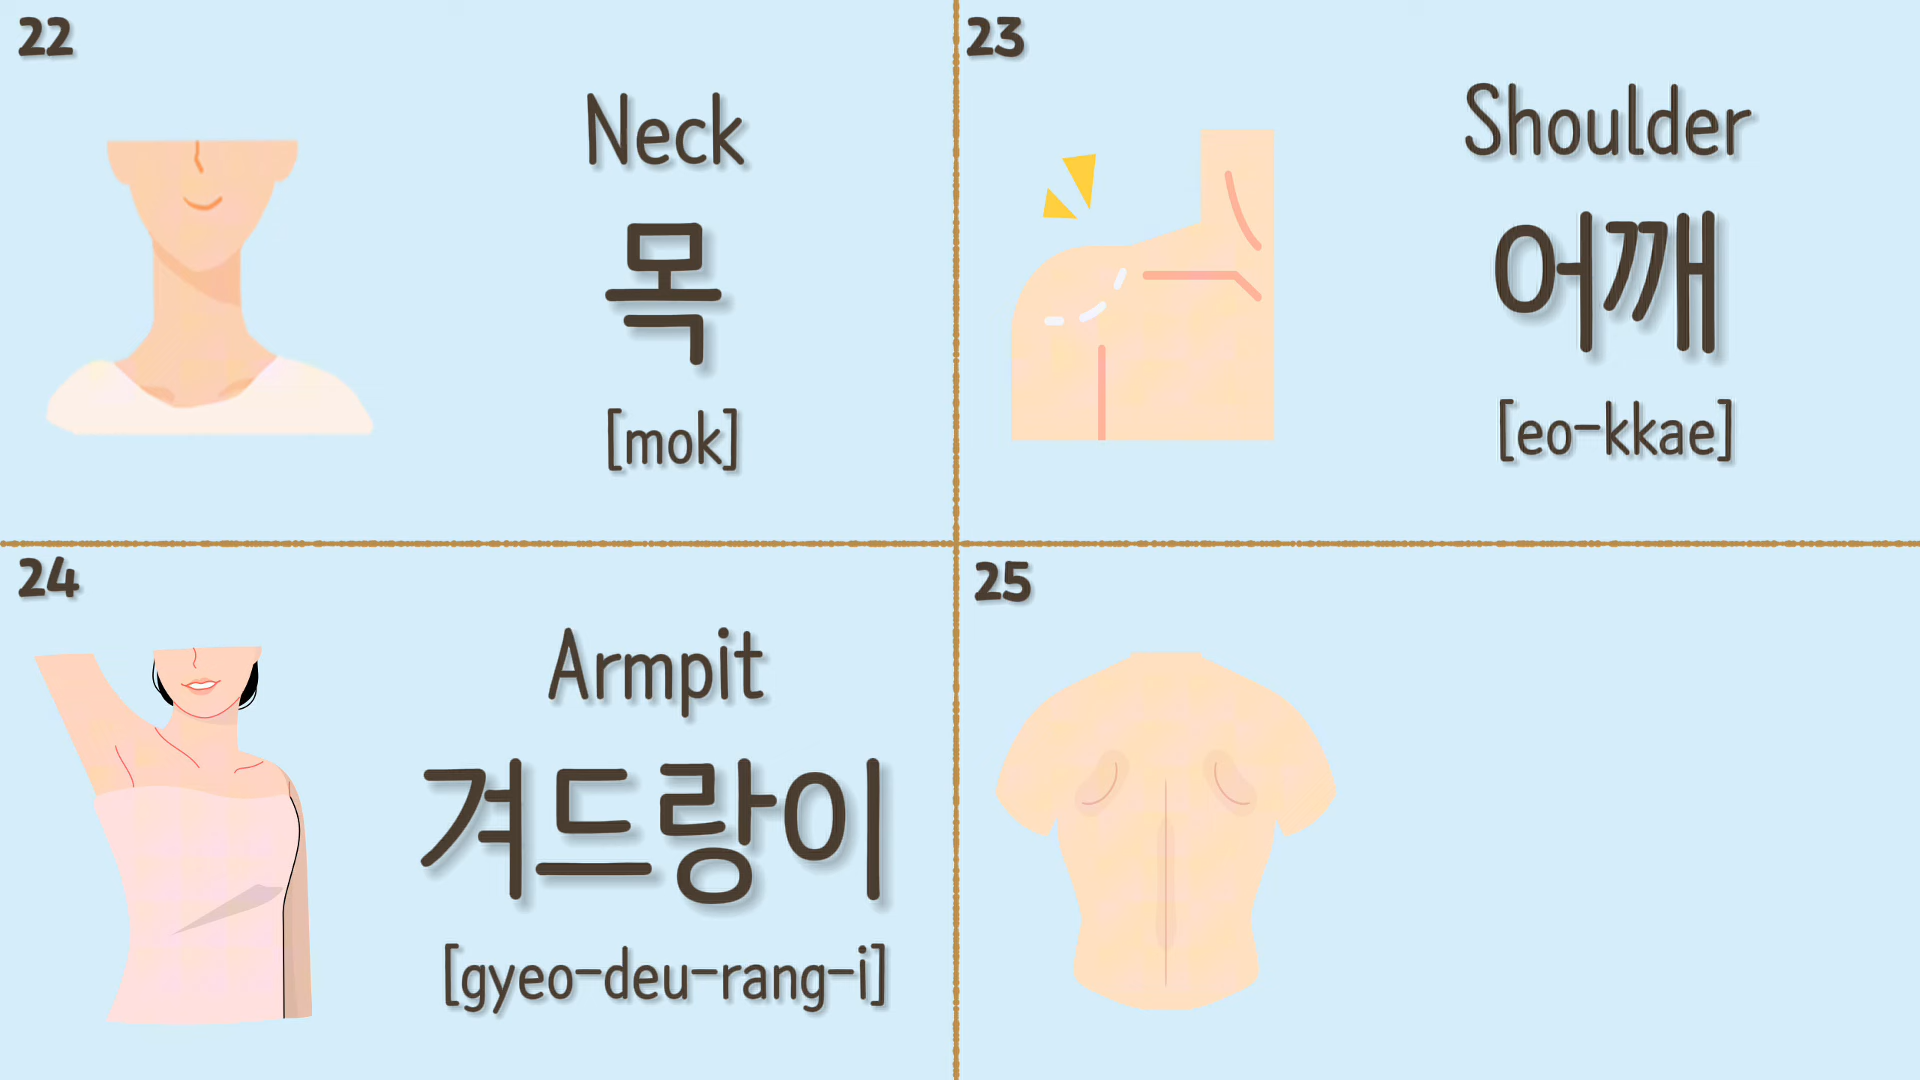 22
Neck
목
[mok]
23
Shoulder
어깨
[eo-kkae]
24
Armpit
겨드랑이
[gyeo-deu-rang-i]
25